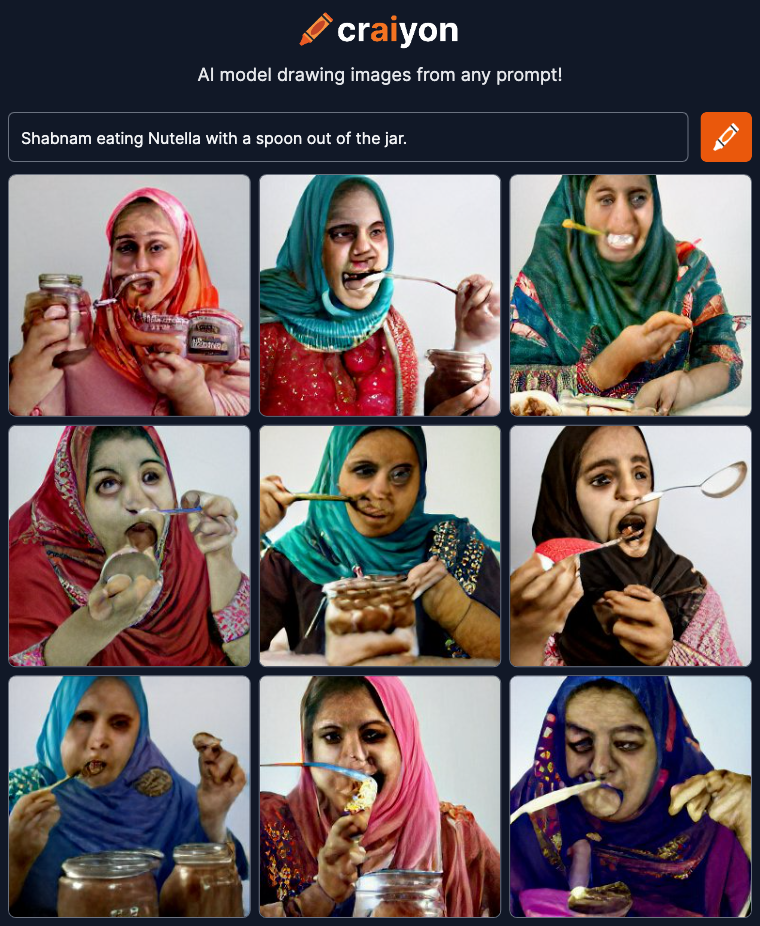 craiyon
AI model drawing images from any prompt!
Shabnam eating Nutella with a spoon out of the jar.